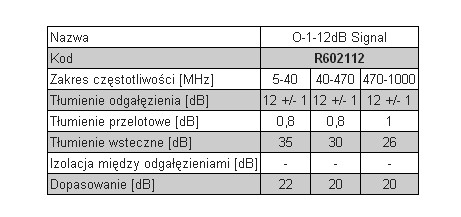 Nazwa O-1-12dB Signal
Kod R602112
Zakres częstotliwości [MHz] 5-40 40-470 470-1000
Tłumienie odgałęzienia [dB] 12 +/- 1 12 +/- 1 12 +/- 1
Tłumienie przelotowe [dB] 0,8 0,8 1
Tłumienie wsteczne [dB] 35 30 26
Izolacja między odgałęzieniami [dB] - - -
Dopasowanie [dB] 22 20 20